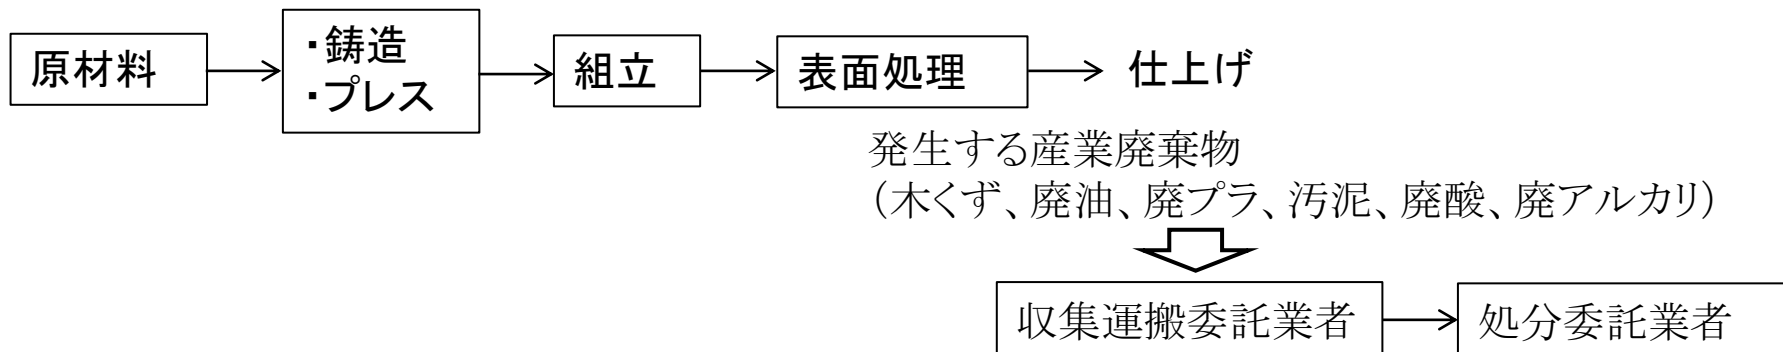 原材料
・鋳造
・プレス
組立
表面処理
仕上げ
発生する産業廃棄物
（木くず、廃油、廃プラ、汚泥、廃酸、廃アルカリ）
収集運搬委託業者
処分委託業者